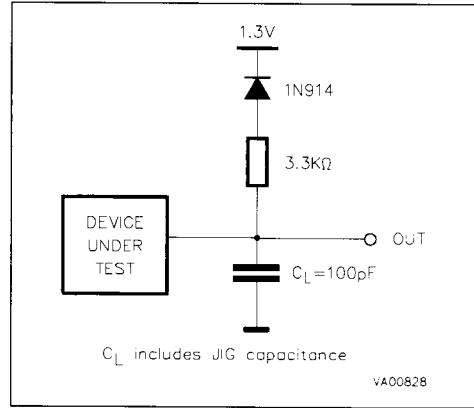 1.3V
1N914
3.3KΩ
DEVICE
UNDER
TEST
OUT
CL=100pF
CL includes JIG capacitance
VA00828